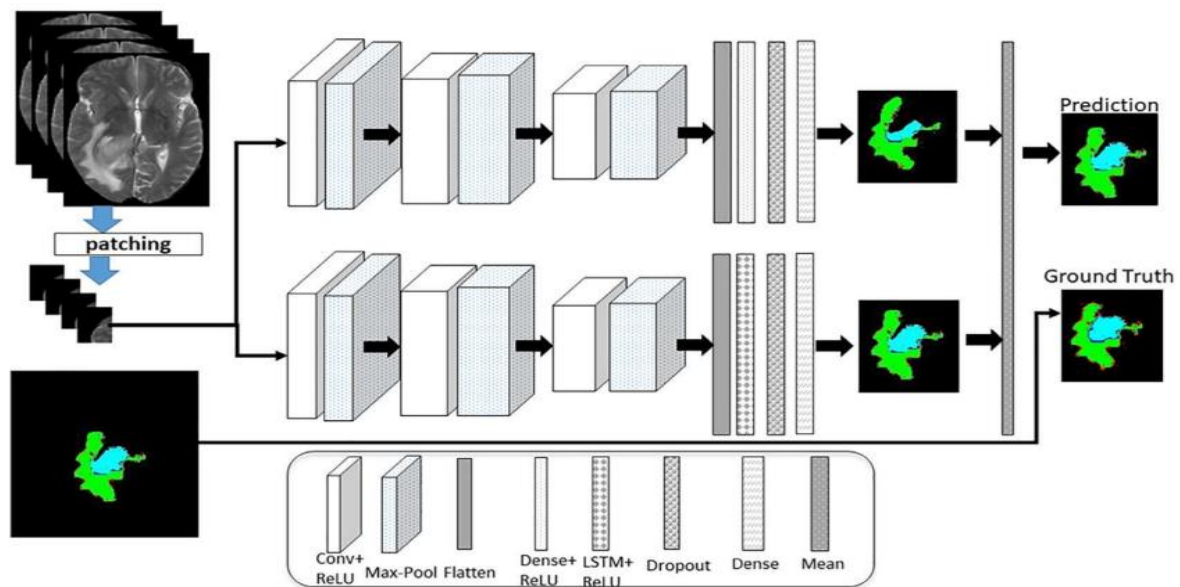 patching
Prediction
Ground Truth
Conv+
ReLU
Max-Pool
Flatten
Dense+
ReLU
LSTM+
ReLU
Dropout
Dense
Mean